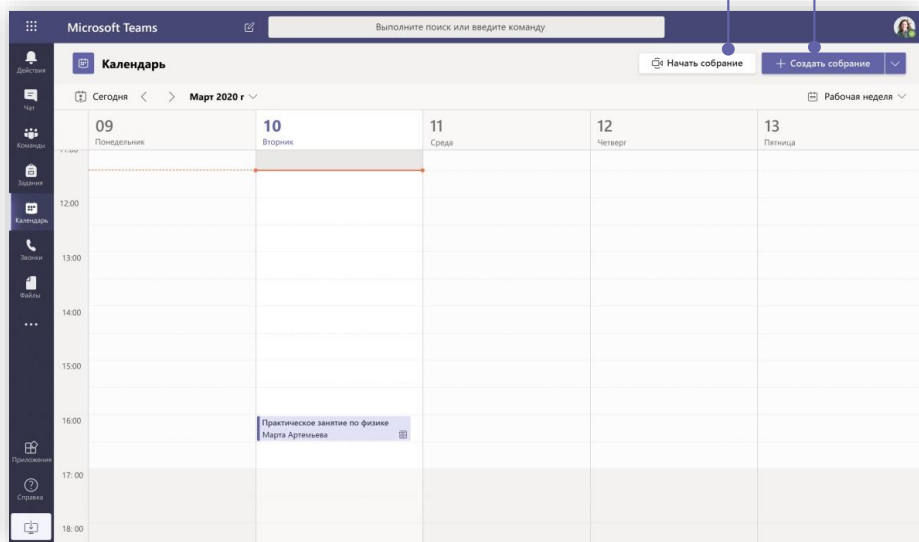 Microsoft Teams
Выполните поиск или введите команду
Действия
Чат
Команды
Задания
Календарь
Звонки
Файлы
Приложения
Справка
Календарь
Начать собрание
+ Создать собрание
Сегодня
Март 2020 г
Рабочая неделя
09
Понедельник
10
Вторник
11
Среда
12
Четверг
13
Пятница
11:00
12:00
13:00
14:00
15:00
16:00
Практическое занятие по физике
Марта Артемьева
17: 00
18: 00